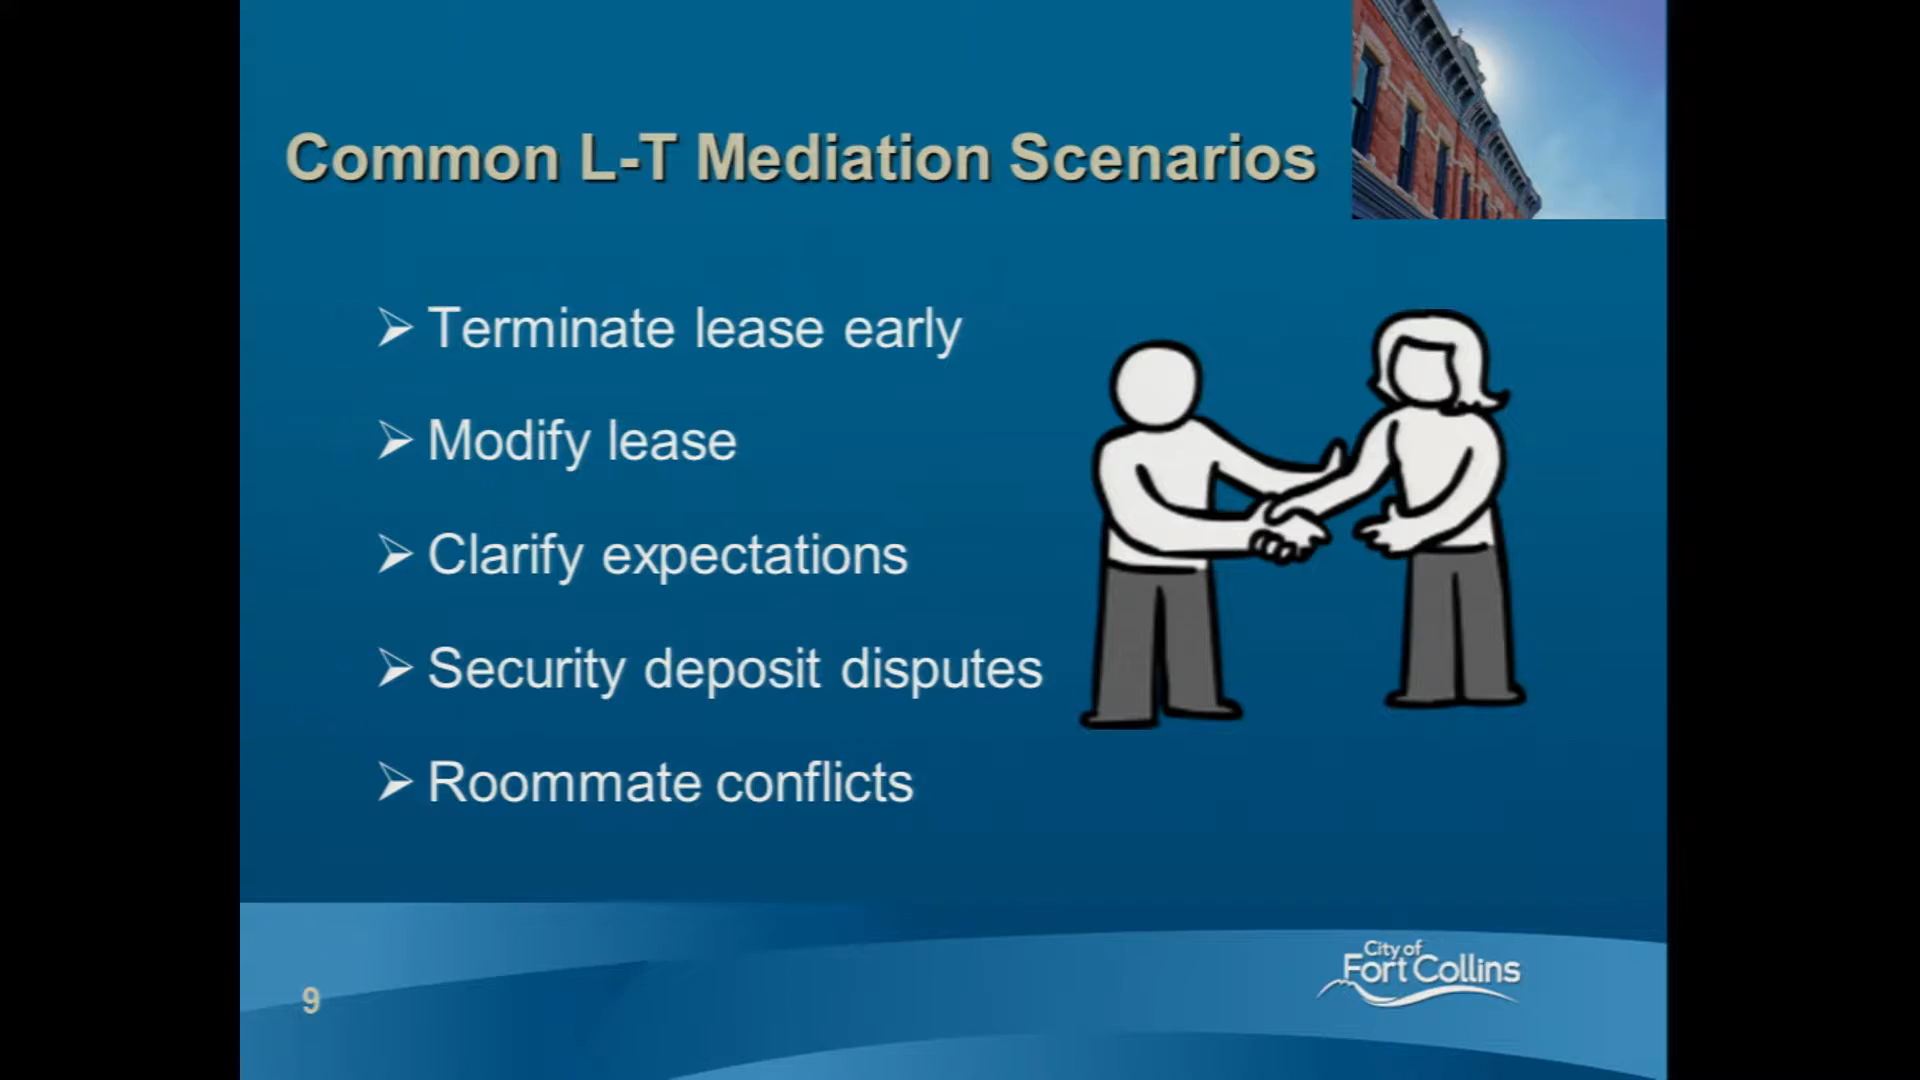 Common L-T Mediation Scenarios
Terminate lease early
Modify lease
Clarify expectations
Security deposit disputes
Roommate conflicts
9
City of
Fort Collins